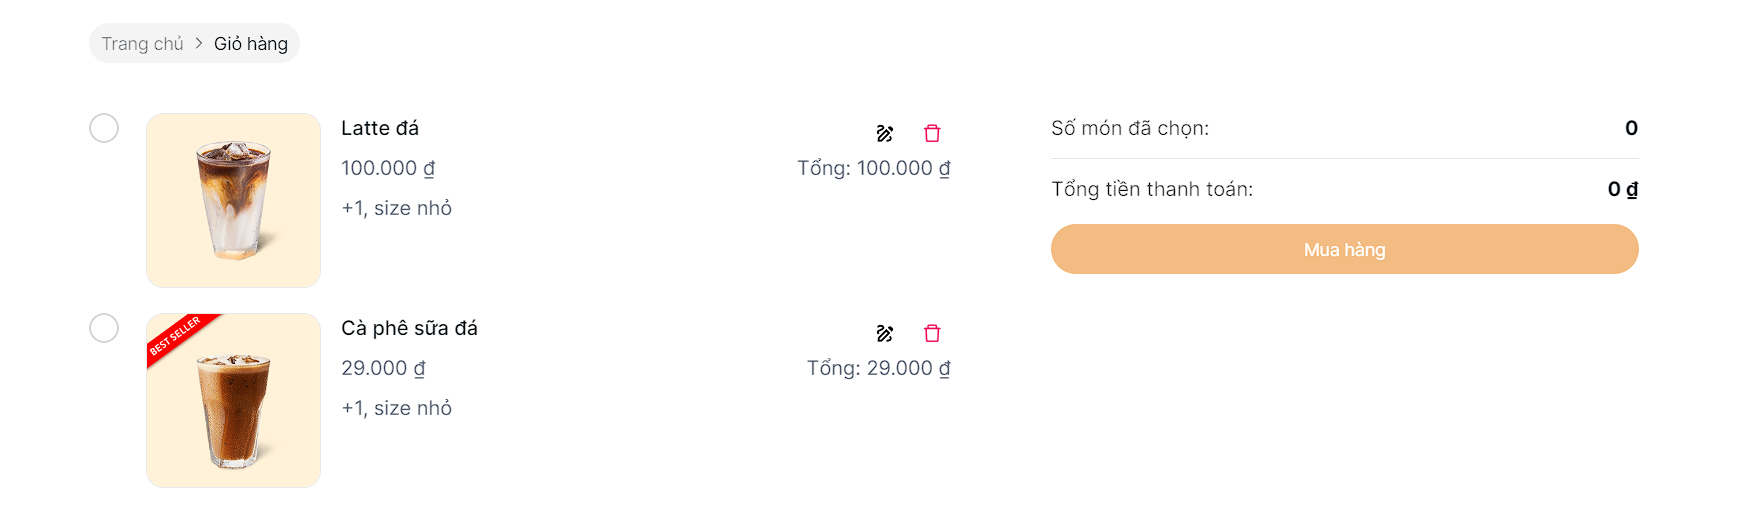 Trang chủ > Giỏ hàng
Latte đá
100.000 ₫
Tổng: 100.000 ₫
+1, size nhỏ
BEST SELLER
Cà phê sữa đá
29.000 ₫
Tổng: 29.000 ₫
+1, size nhỏ
Số món đã chọn: 0
Tổng tiền thanh toán: 0 ₫
Mua hàng